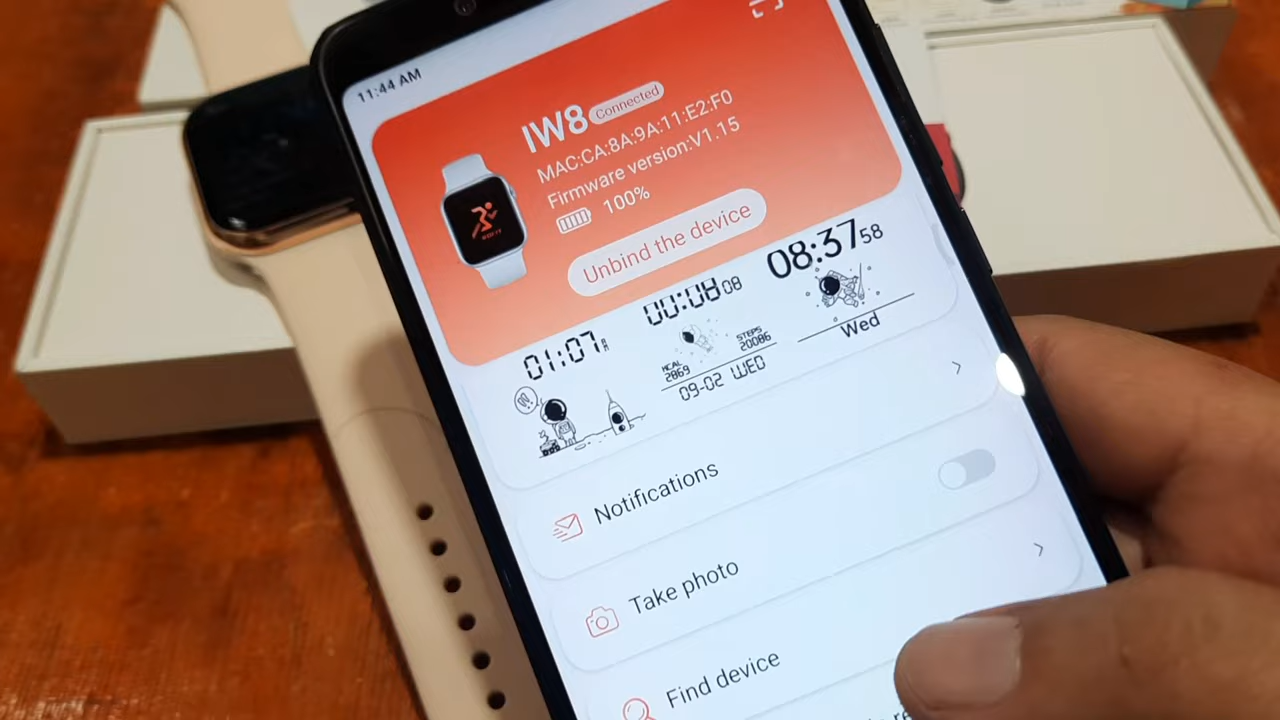 11:44 AM
IW8 Connected
MAC:CA:8A:9A:11:E2:F0
Firmware version:V1.15
100%
Unbind the device
01:07
00:08 08
KCAL
2869
STEPS
20086
09-02 WED
08:37 58
Wed
Notifications
Take photo
Find device